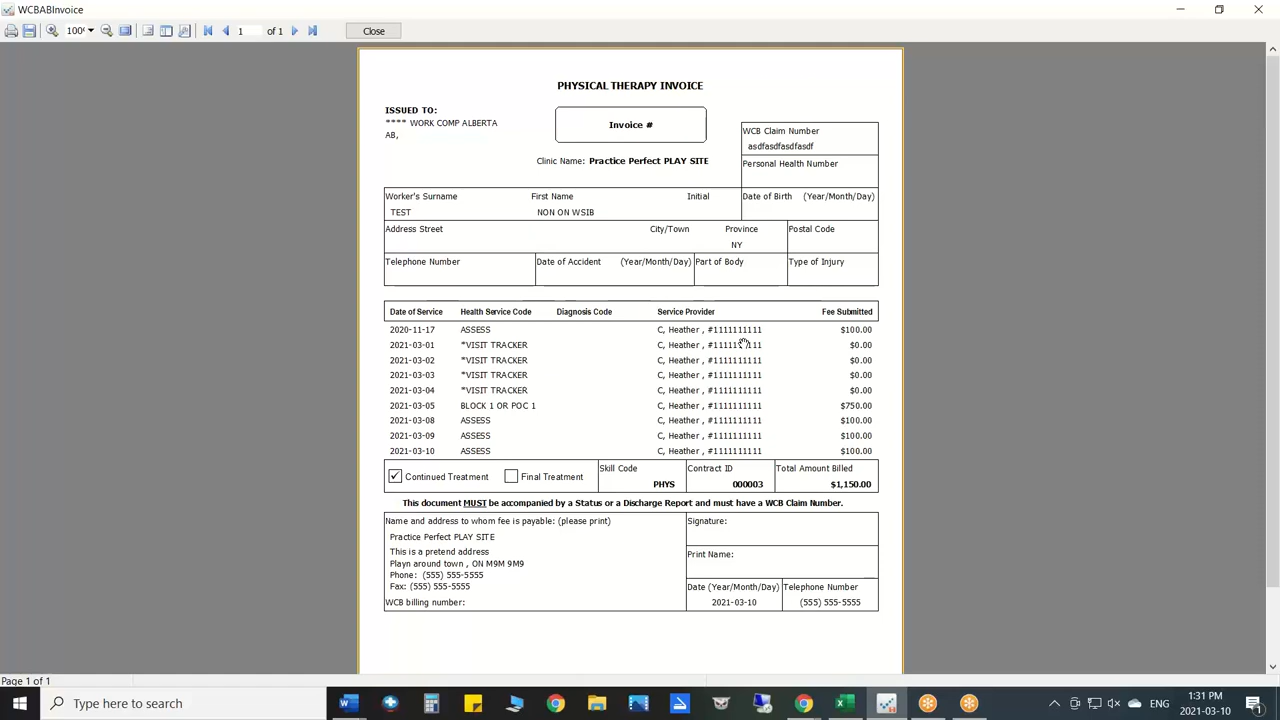 WCBABInvoice
100%
1 of 1
Close
PHYSICAL THERAPY INVOICE
ISSUED TO:
**** WORK COMP ALBERTA
AB,
Invoice #
Clinic Name: Practice Perfect PLAY SITE
WCB Claim Number
asdfasdfasdfasdf
Personal Health Number
Worker's Surname First Name Initial Date of Birth (Year/Month/Day)
TEST NON ON WSIB
Address Street City/Town Province Postal Code
NY
Telephone Number Date of Accident (Year/Month/Day) Part of Body Type of Injury
Date of Service Health Service Code Diagnosis Code Service Provider Fee Submitted
2020-11-17 ASSESS C, Heather , #1111111111 $100.00
2021-03-01 *VISIT TRACKER C, Heather , #1111111111 $0.00
2021-03-02 *VISIT TRACKER C, Heather , #1111111111 $0.00
2021-03-03 *VISIT TRACKER C, Heather , #1111111111 $0.00
2021-03-04 *VISIT TRACKER C, Heather , #1111111111 $0.00
2021-03-05 BLOCK 1 OR POC 1 C, Heather , #1111111111 $750.00
2021-03-08 ASSESS C, Heather , #1111111111 $100.00
2021-03-09 ASSESS C, Heather , #1111111111 $100.00
2021-03-10 ASSESS C, Heather , #1111111111 $100.00
Continued Treatment Final Treatment Skill Code Contract ID Total Amount Billed
PHYS 000003 $1,150.00
This document MUST be accompanied by a Status or a Discharge Report and must have a WCB Claim Number.
Name and address to whom fee is payable: (please print) Signature:
Practice Perfect PLAY SITE
This is a pretend address
Print Name:
Playn around town , ON M9M 9M9
Phone: (555) 555-5555
Fax: (555) 555-5555
Date (Year/Month/Day) Telephone Number
WCB billing number: 2021-03-10 (555) 555-5555
Page 1 of 1
Type here to search
ENG
1:31 PM
2021-03-10